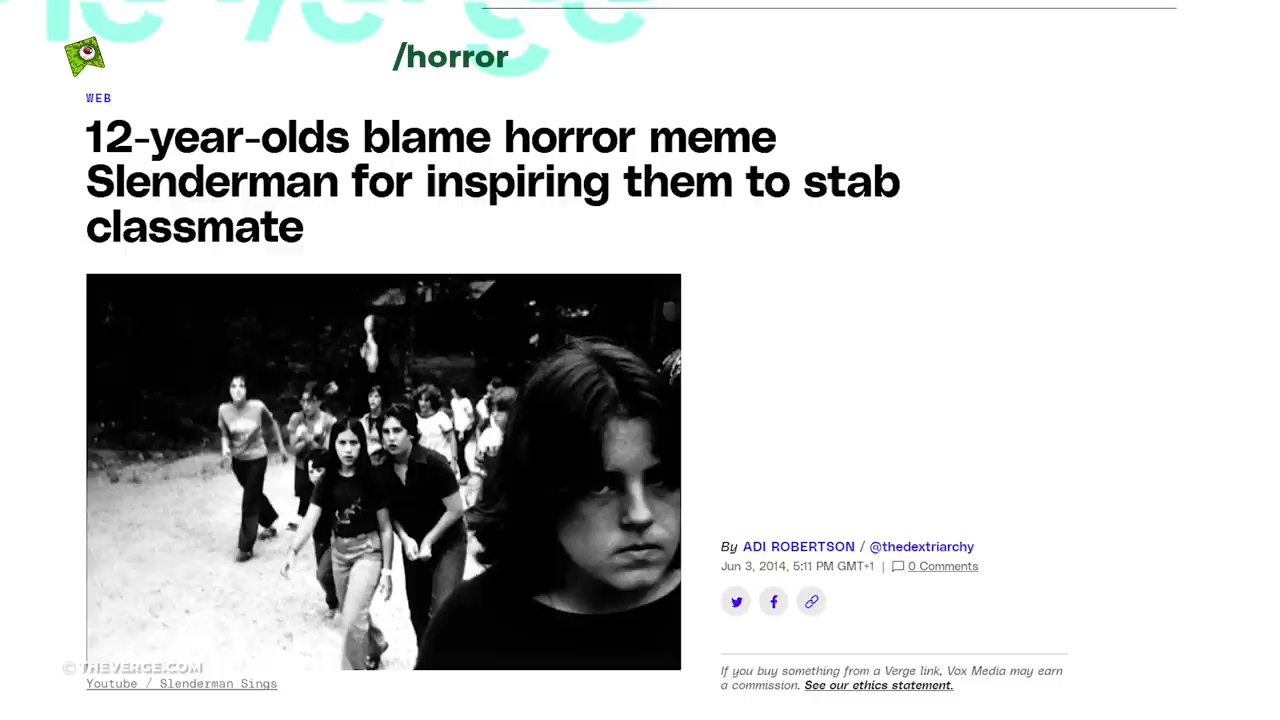 /horror
WEB
12-year-olds blame horror meme
Slenderman for inspiring them to stab
classmate
By ADI ROBERTSON / @thedextriarchy
Jun 3, 2014, 5:11 PM GMT+1 | 0 Comments
If you buy something from a Verge link, Vox Media may earn
a commission. See our ethics statement.
© THEVERGE.COM
Youtube / Slenderman Sings